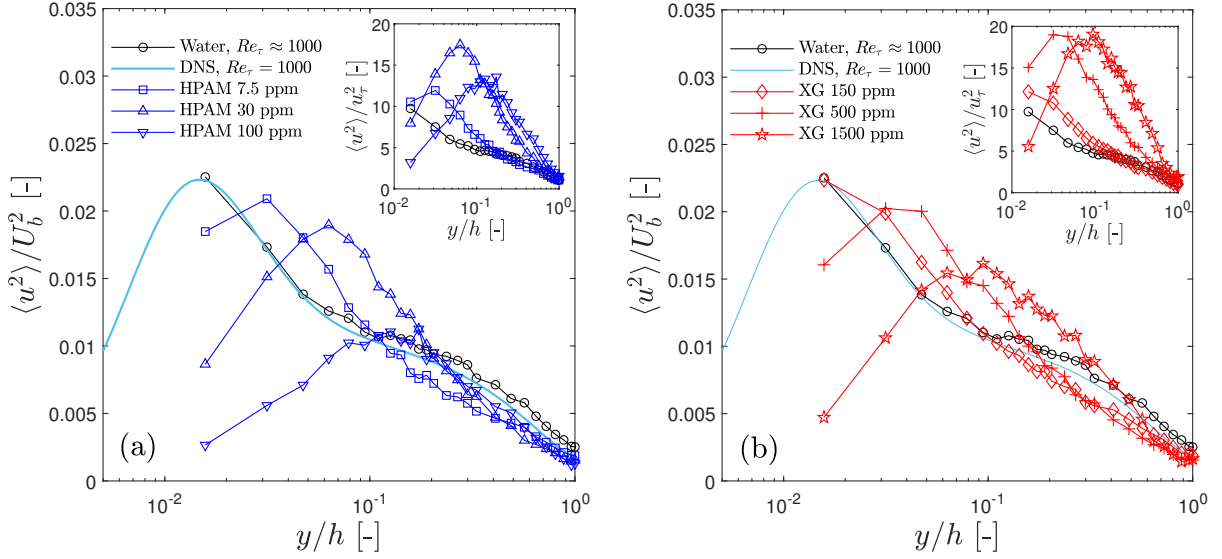 0.035
0.03
0.025
0.02
0.015
0.01
0.005
0
⟨u²⟩/U_b² [-]
10⁻²
10⁻¹
10⁰
y/h [-]
Water, Re_τ ≈ 1000
DNS, Re_τ = 1000
HPAM 7.5 ppm
HPAM 30 ppm
HPAM 100 ppm
20
15
10
5
0
⟨u²⟩/u_τ² [-]
10⁻²
10⁻¹
10⁰
y/h [-]
(a)
0.035
0.03
0.025
0.02
0.015
0.01
0.005
0
⟨u²⟩/U_b² [-]
10⁻²
10⁻¹
10⁰
y/h [-]
Water, Re_τ ≈ 1000
DNS, Re_τ = 1000
XG 150 ppm
XG 500 ppm
XG 1500 ppm
20
15
10
5
0
⟨u²⟩/u_τ² [-]
10⁻²
10⁻¹
10⁰
y/h [-]
(b)